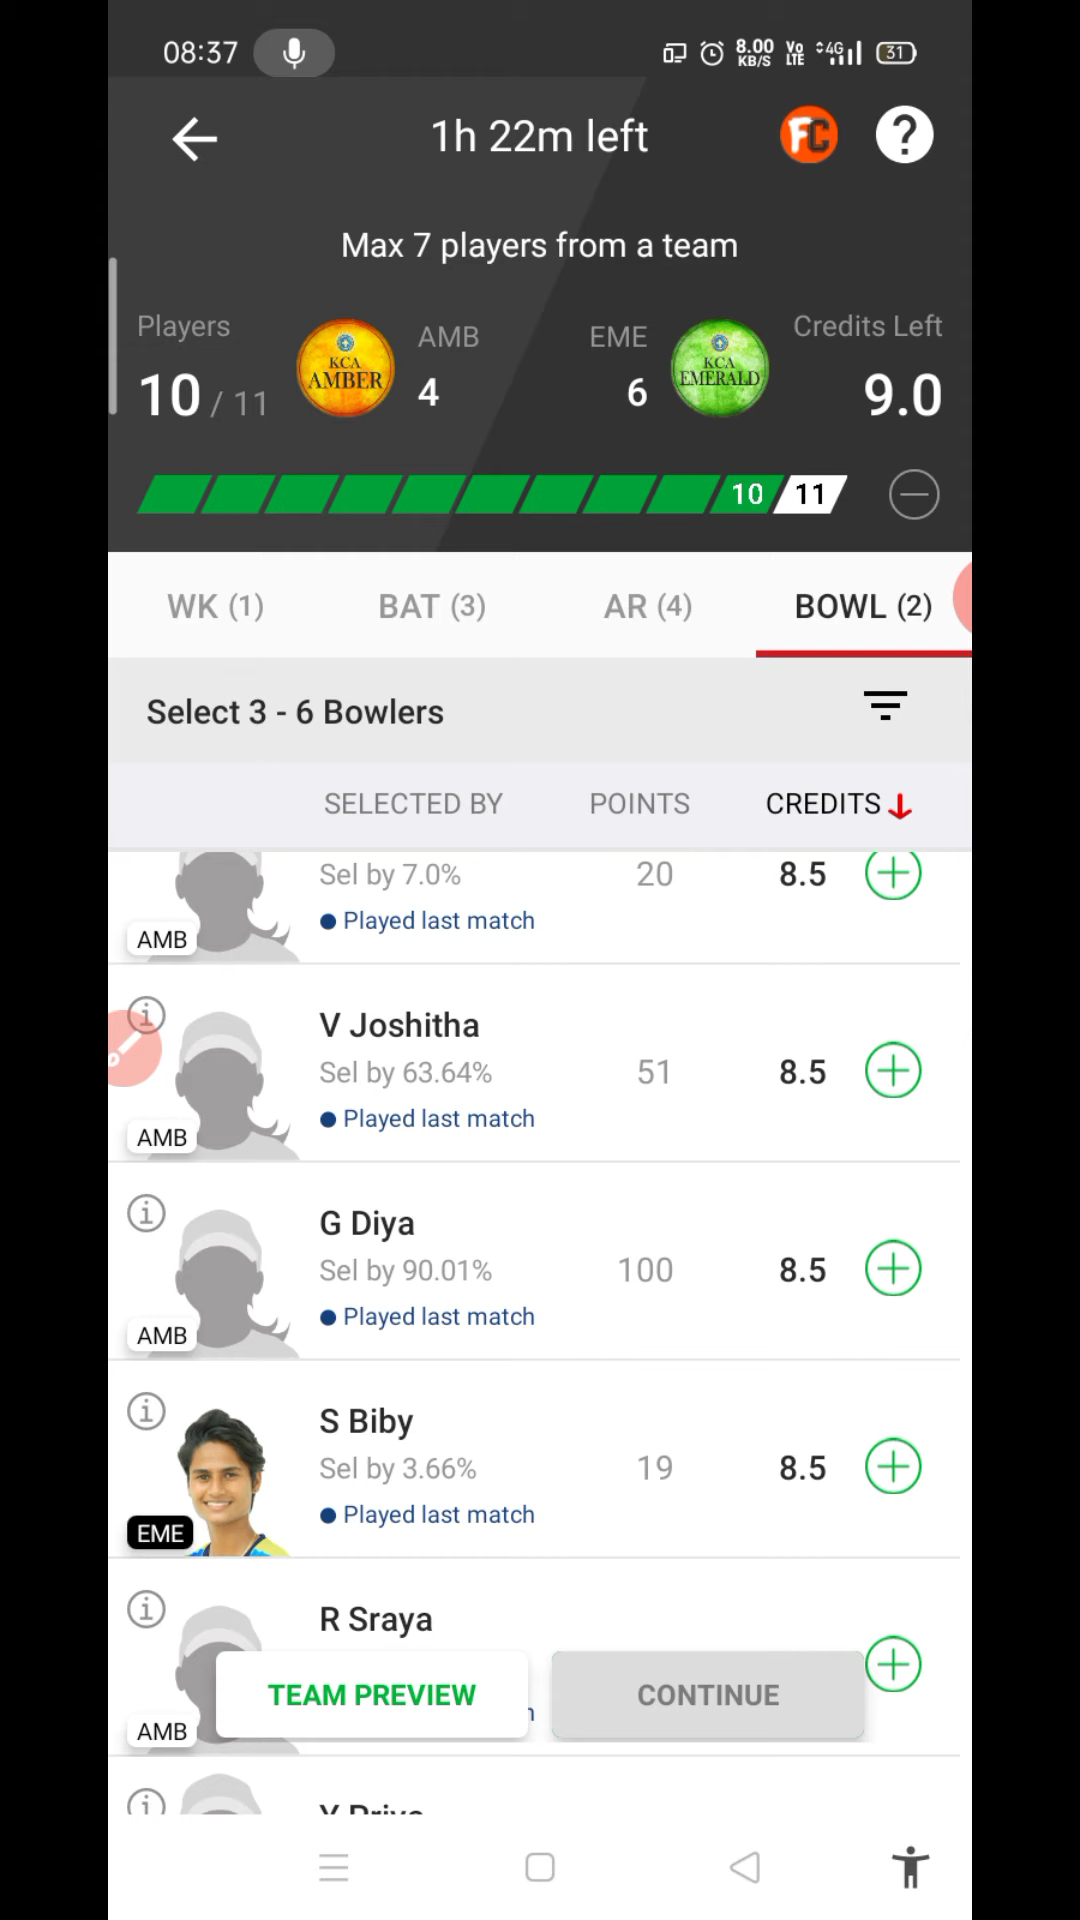 08:37
8.00 KB/S
Vo LTE
4G
31
1h 22m left
FC
?
Max 7 players from a team
Players
10 / 11
KCA AMBER
AMB
4
EME
6
KCA EMERALD
Credits Left
9.0
10
11
WK (1)
BAT (3)
AR (4)
BOWL (2)
Select 3 - 6 Bowlers
SELECTED BY
POINTS
CREDITS
Sel by 7.0%
20
8.5
Played last match
AMB
V Joshitha
Sel by 63.64%
51
8.5
Played last match
AMB
G Diya
Sel by 90.01%
100
8.5
Played last match
AMB
S Biby
Sel by 3.66%
19
8.5
Played last match
EME
R Sraya
TEAM PREVIEW
CONTINUE
AMB